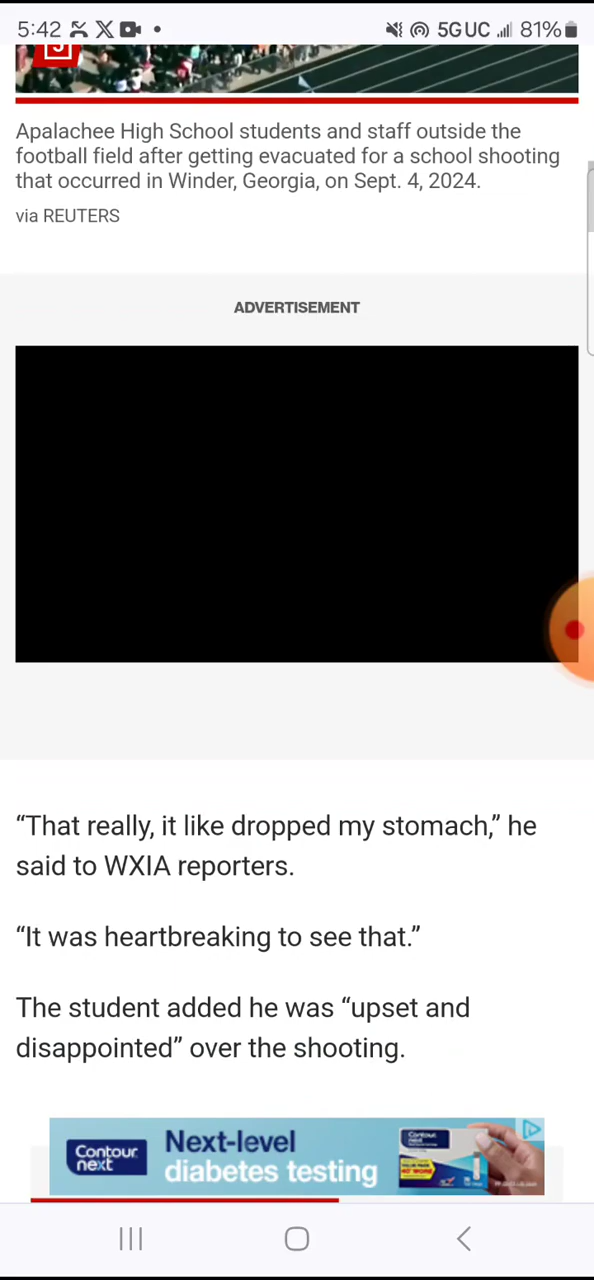 5:42 5G UC 81%
Apalachee High School students and staff outside the
football field after getting evacuated for a school shooting
that occurred in Winder, Georgia, on Sept. 4, 2024.
via REUTERS
ADVERTISEMENT
“That really, it like dropped my stomach,” he
said to WXIA reporters.
“It was heartbreaking to see that.”
The student added he was “upset and
disappointed” over the shooting.
Contour
next
Next-level
diabetes testing
Contour
next